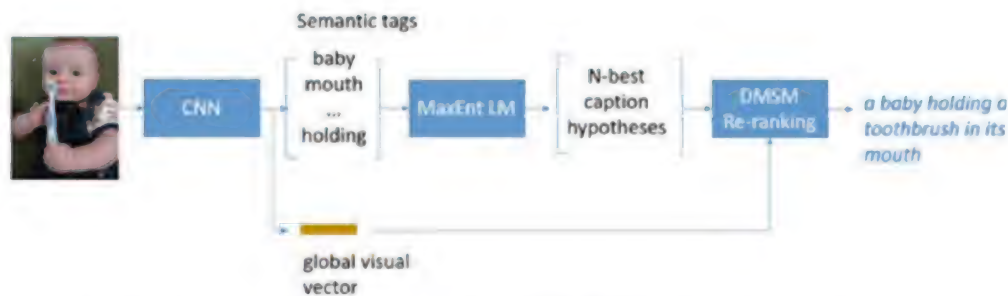 Semantic tags
baby
mouth
...
holding
CNN
MaxEnt LM
N-best
caption
hypotheses
DMSM
Re-ranking
a baby holding a
toothbrush in its
mouth
global visual
vector